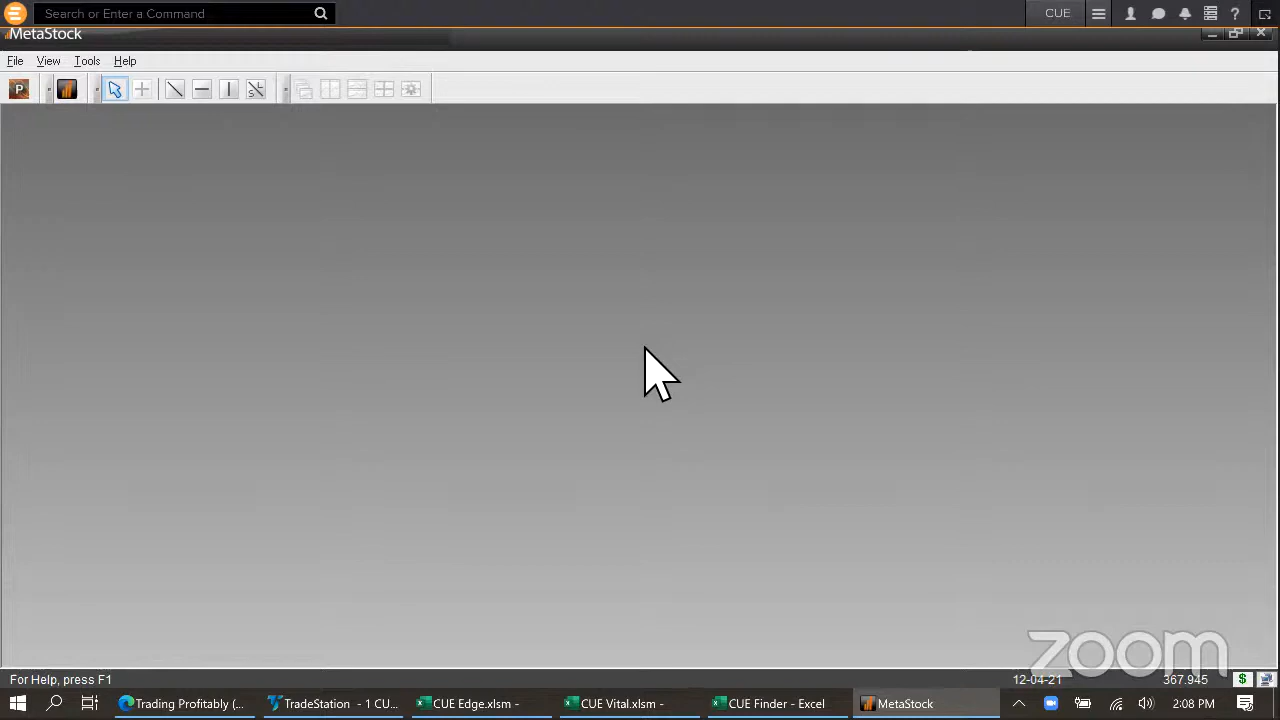 Search or Enter a Command
CUE
?
MetaStock
File View Tools Help
P
zoom
For Help, press F1
12-04-21
367.945
$
Trading Profitably (
TradeStation - 1 CU...
CUE Edge.xlsm -
CUE Vital.xlsm -
CUE Finder - Excel
MetaStock
2:08 PM